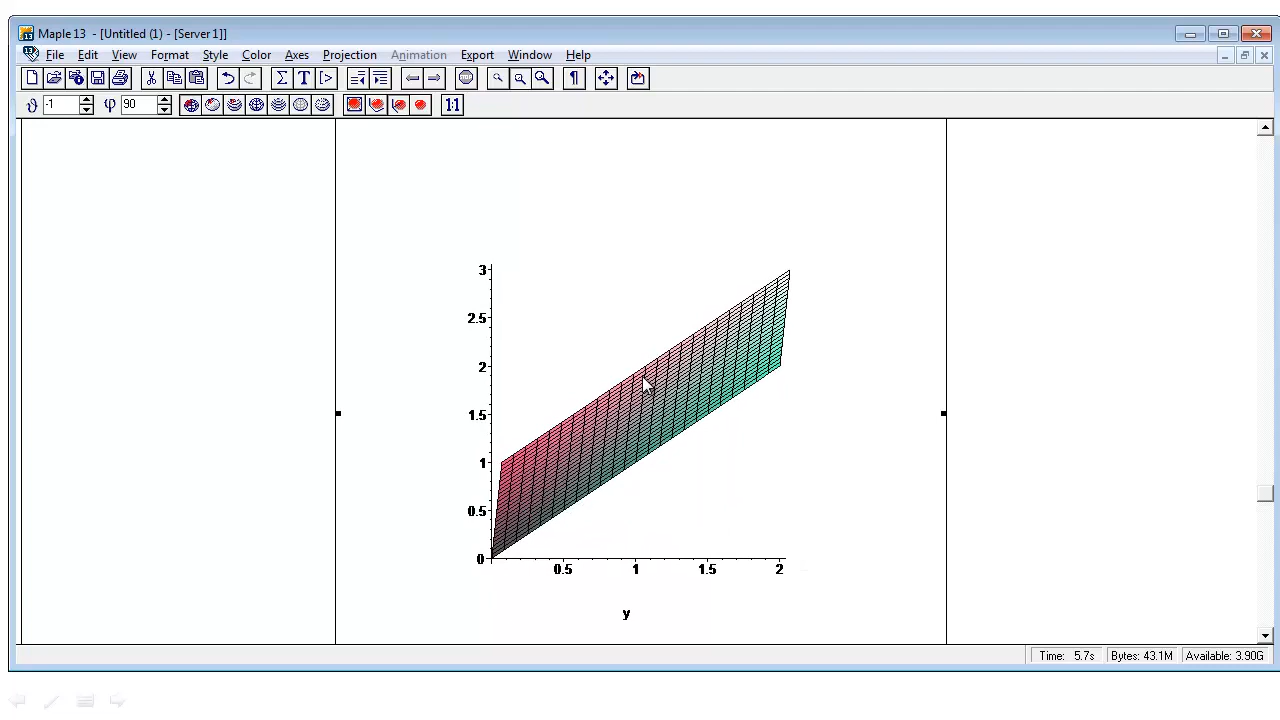 Maple 13 - [Untitled (1) - [Server 1]]
File Edit View Format Style Color Axes Projection Animation Export Window Help
ϑ -1 φ 90 1:1
3
2.5
2
1.5
1
0.5
0
0.5 1 1.5 2
y
Time: 5.7s Bytes: 43.1M Available: 3.90G